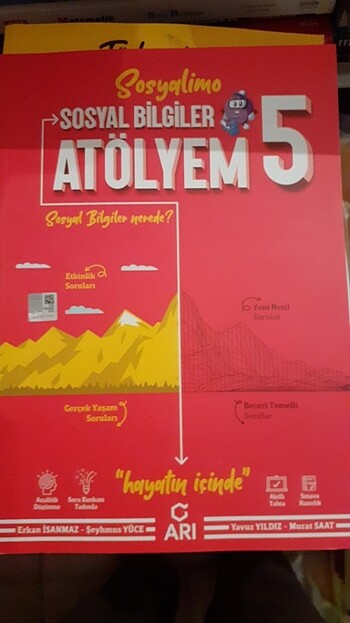 Matematik
Sosyalimo
SOSYAL BİLGİLER
ATÖLYEM 5
Sosyal Bilgiler nerede?
Etkinlik
Soruları
Yeni Nesil
Sorular
Gerçek Yaşam
Soruları
Beceri Temelli
Sorular
"hayatın içinde"
Analitik
Düşünme
Soru Bankası
Tadında
Akıllı
Tahta
Sınava
Hazırlık
ARI
Erkan İSANMAZ - Şeyhmus YÜCE
Yavuz YILDIZ - Murat SAAT